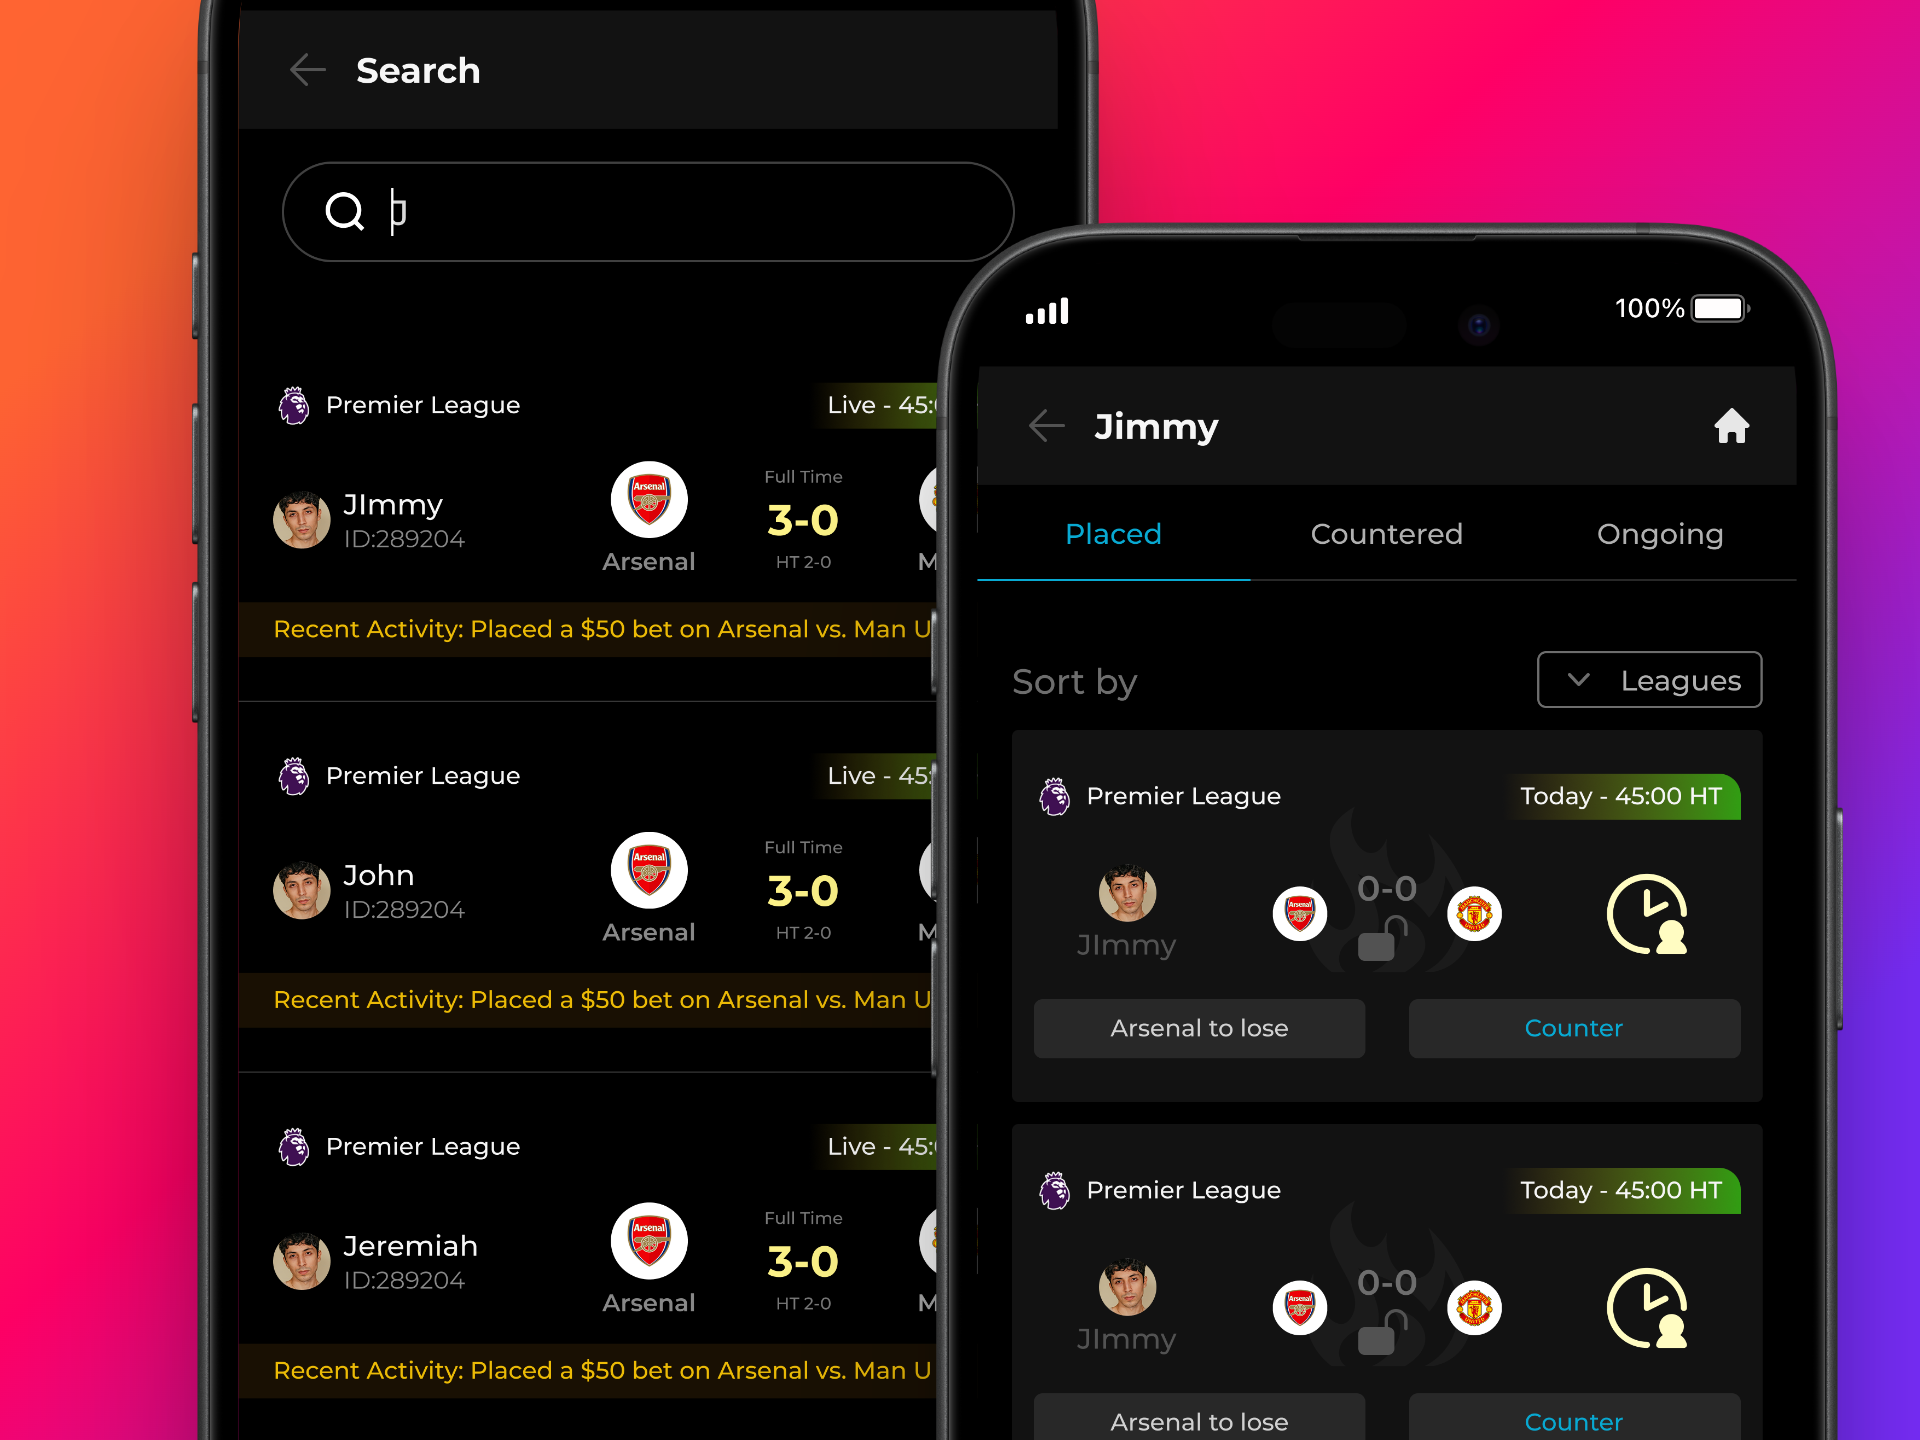 Search
Premier League
Live - 45:
JImmy
ID:289204
Arsenal
Arsenal
Full Time
3-0
HT 2-0
M
Recent Activity: Placed a $50 bet on Arsenal vs. Man U
Premier League
Live - 45:
John
ID:289204
Arsenal
Arsenal
Full Time
3-0
HT 2-0
M
Recent Activity: Placed a $50 bet on Arsenal vs. Man U
Premier League
Live - 45:
Jeremiah
ID:289204
Arsenal
Arsenal
Full Time
3-0
HT 2-0
M
Recent Activity: Placed a $50 bet on Arsenal vs. Man U
100%
Jimmy
Placed Countered Ongoing
Sort by
Leagues
Premier League
Today - 45:00 HT
JImmy
Arsenal
0-0
Arsenal to lose
Counter
Premier League
Today - 45:00 HT
JImmy
Arsenal
0-0
Arsenal to lose
Counter